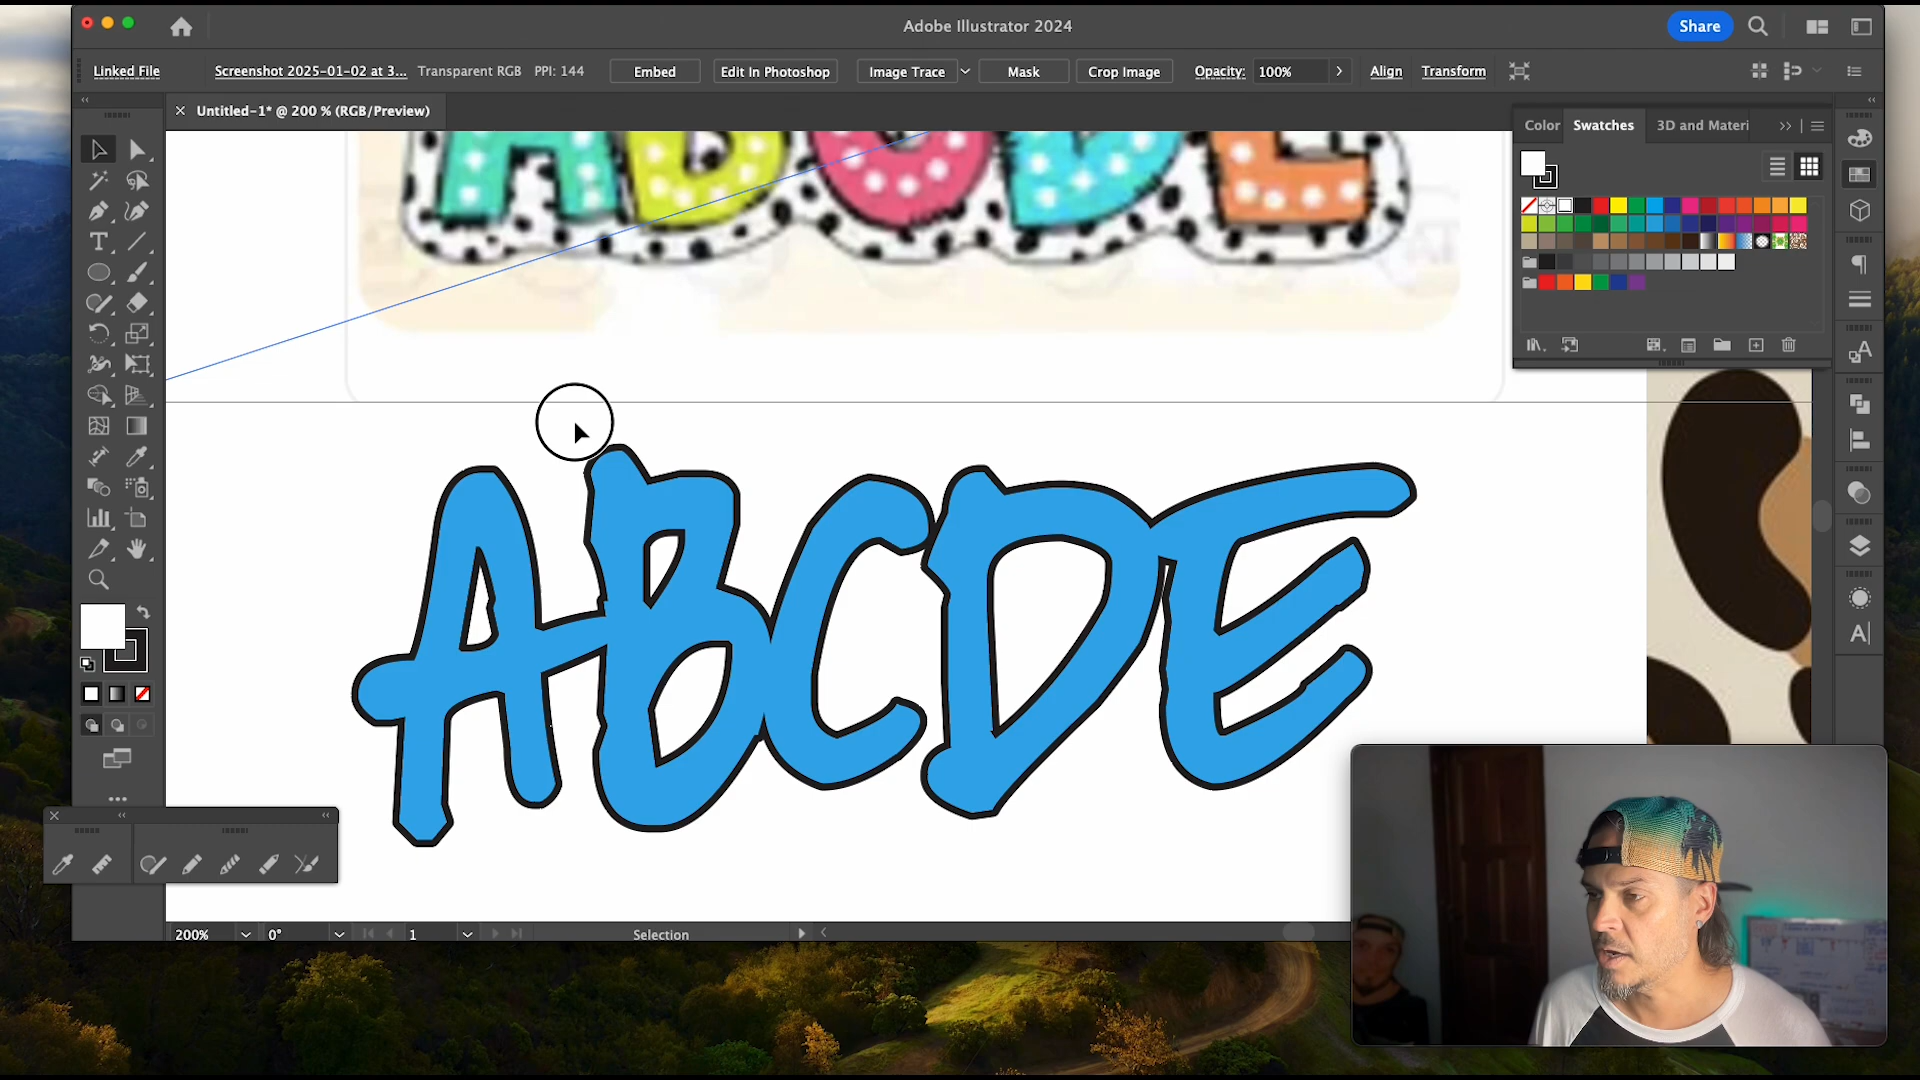 Adobe Illustrator 2024
Share
Linked File
Screenshot 2025-01-02 at 3...
Transparent RGB
PPI: 144
Embed
Edit In Photoshop
Image Trace
Mask
Crop Image
Opacity:
100%
Align
Transform
Untitled-1* @ 200 % (RGB/Preview)
Color
Swatches
3D and Materi
ABCDE
ABCDE
200%
0°
1
Selection